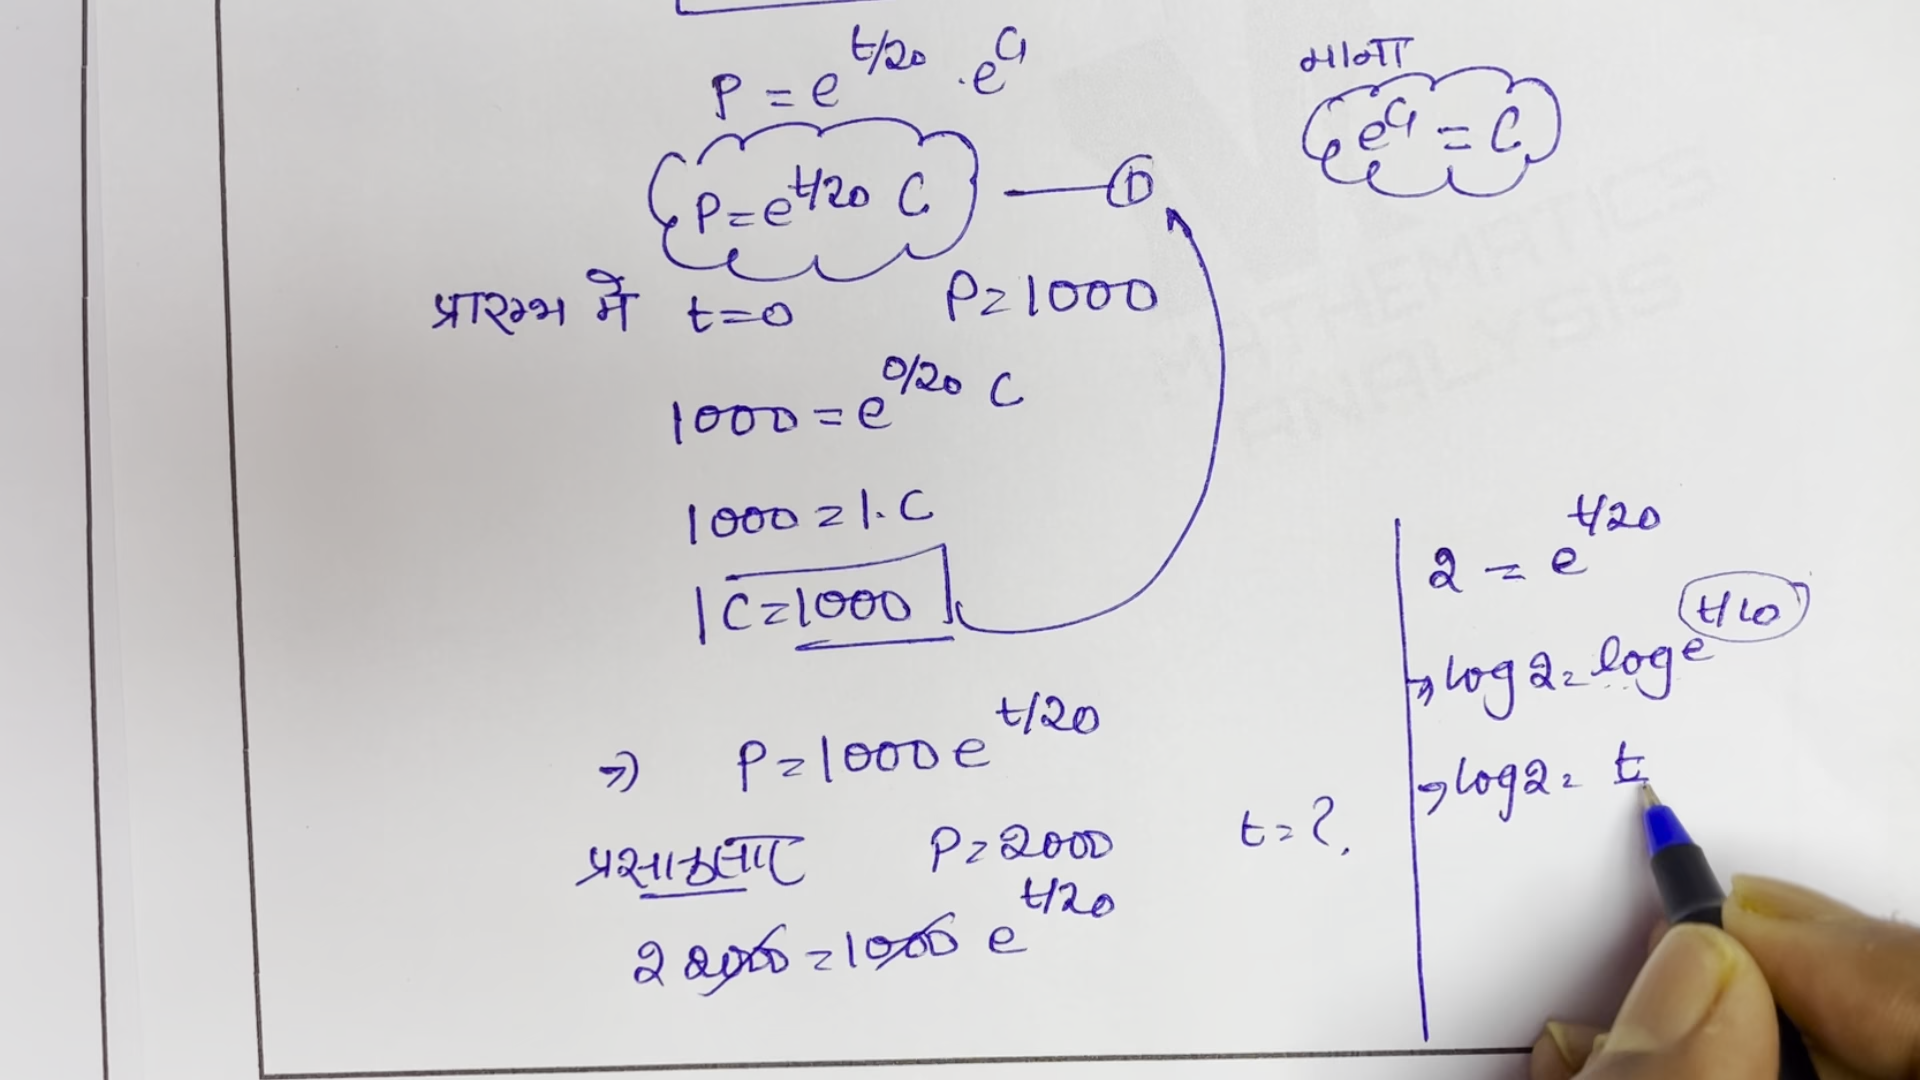 P = e^{t/20} . e^{C1}
माना
e^{C1} = C
P = e^{t/20} C — ①
प्रारम्भ में t=0 P=1000
1000 = e^{0/20} C
1000 = 1. C
C = 1000
⇒ P = 1000 e^{t/20}
प्रश्नानुसार P = 2000 t = ?.
2 2000 = 1000 e^{t/20}
2 = e^{t/20}
⇒ log 2 = log e^{t/20}
⇒ log 2 = t